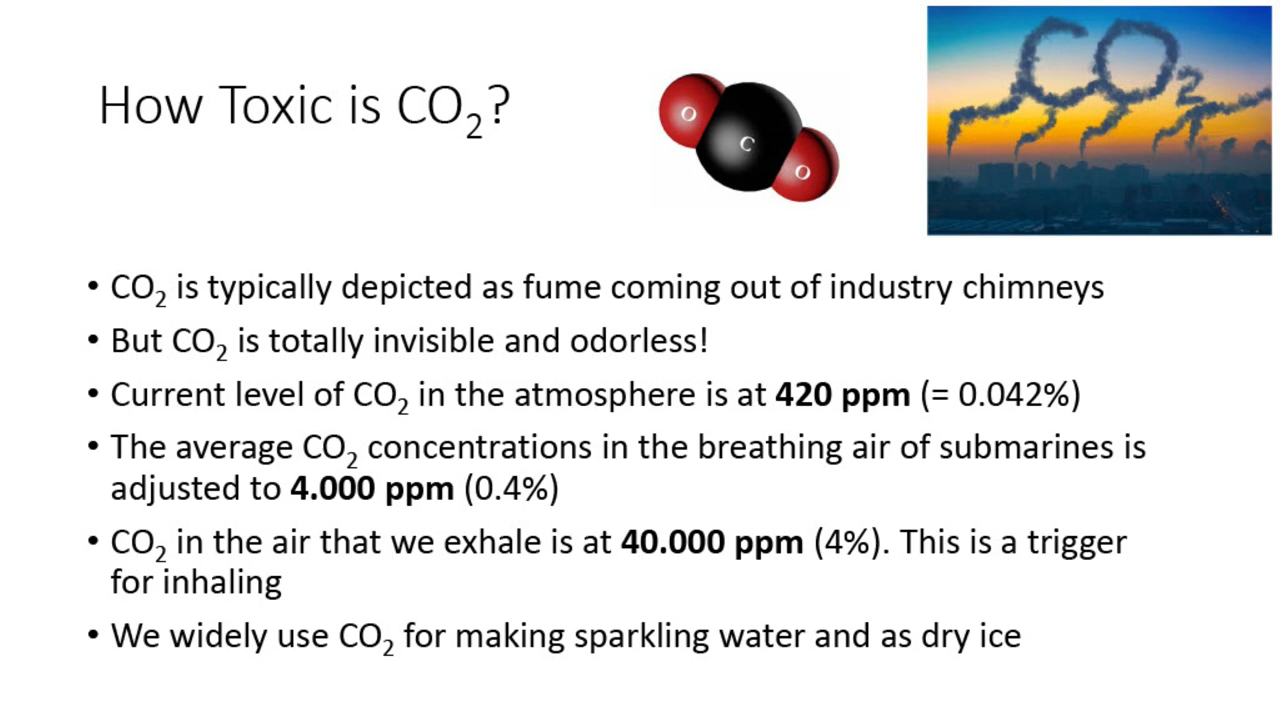 How Toxic is CO₂?
O
C
O
CO₂
• CO₂ is typically depicted as fume coming out of industry chimneys
• But CO₂ is totally invisible and odorless!
• Current level of CO₂ in the atmosphere is at 420 ppm (= 0.042%)
• The average CO₂ concentrations in the breathing air of submarines is
adjusted to 4.000 ppm (0.4%)
• CO₂ in the air that we exhale is at 40.000 ppm (4%). This is a trigger
for inhaling
• We widely use CO₂ for making sparkling water and as dry ice